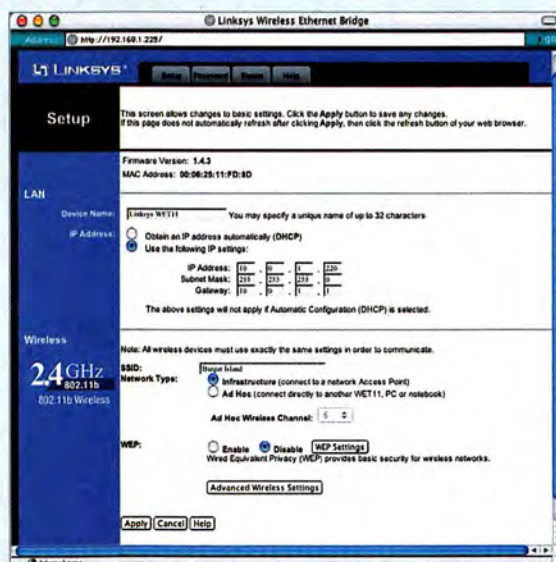 Linksys Wireless Ethernet Bridge
Address: http://192.168.1.225/
LINKSYS®
Setup Password Status Help
Setup
This screen allows changes to basic settings. Click the Apply button to save any changes.
If this page does not automatically refresh after clicking Apply, then click the refresh button of your web browser.
Firmware Version: 1.4.3
MAC Address: 00:06:25:11:FD:8D
LAN
Device Name: Linksys WET11 You may specify a unique name of up to 32 characters
IP Address: Obtain an IP address automatically (DHCP)
Use the following IP settings:
IP Address: 10 . 0 . 1 . 220
Subnet Mask: 255 . 255 . 255 . 0
Gateway: 10 . 0 . 1 . 1
The above settings will not apply if Automatic Configuration (DHCP) is selected.
Wireless
Note: All wireless devices must use exactly the same settings in order to communicate.
2.4GHz
802.11b
802.11b Wireless
SSID: Island
Network Type: Infrastructure (connect to a network Access Point)
Ad Hoc (connect directly to another WET11, PC or notebook)
Ad Hoc Wireless Channel: 6
WEP: Enable Disable WEP Settings
Wired Equivalent Privacy (WEP) provides basic security for wireless networks.
Advanced Wireless Settings
Apply Cancel Help